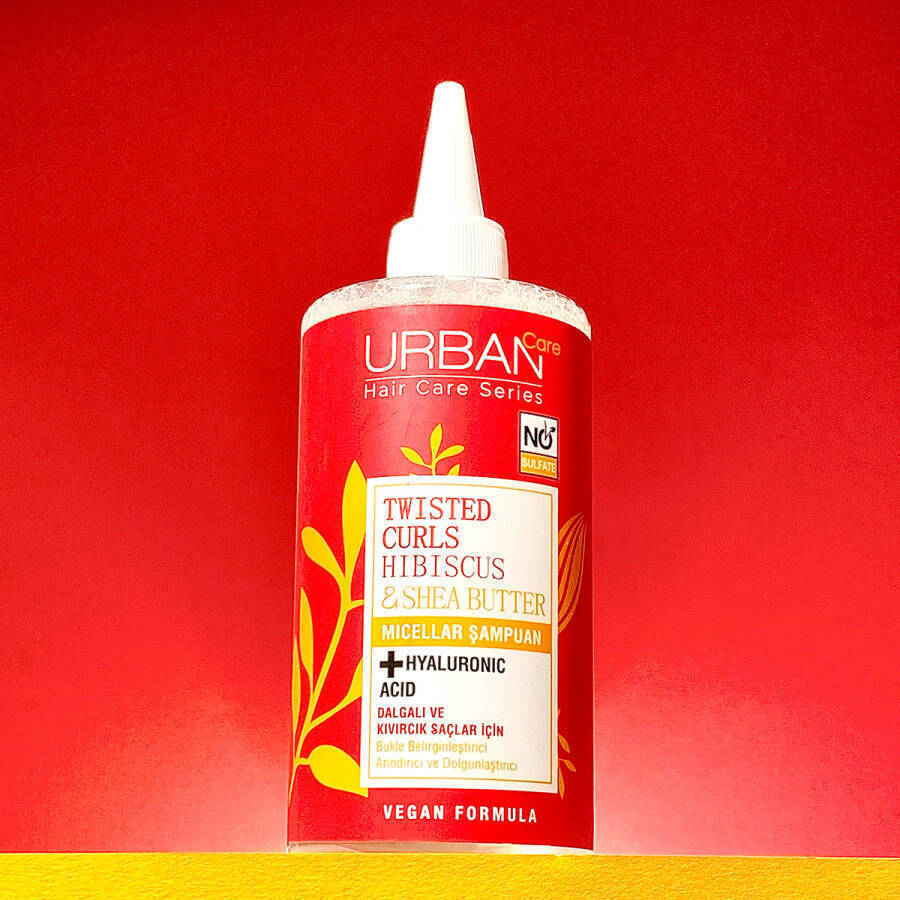 URBAN Care
Hair Care Series
NO
SULFATE
TWISTED
CURLS
HIBISCUS
& SHEA BUTTER
MICELLAR ŞAMPUAN
+HYALURONIC
ACID
DALGALI VE
KIVIRCIK SAÇLAR İÇİN
Bukle Belirginleştirici
Arındırıcı ve Dolgunlaştırıcı
VEGAN FORMULA